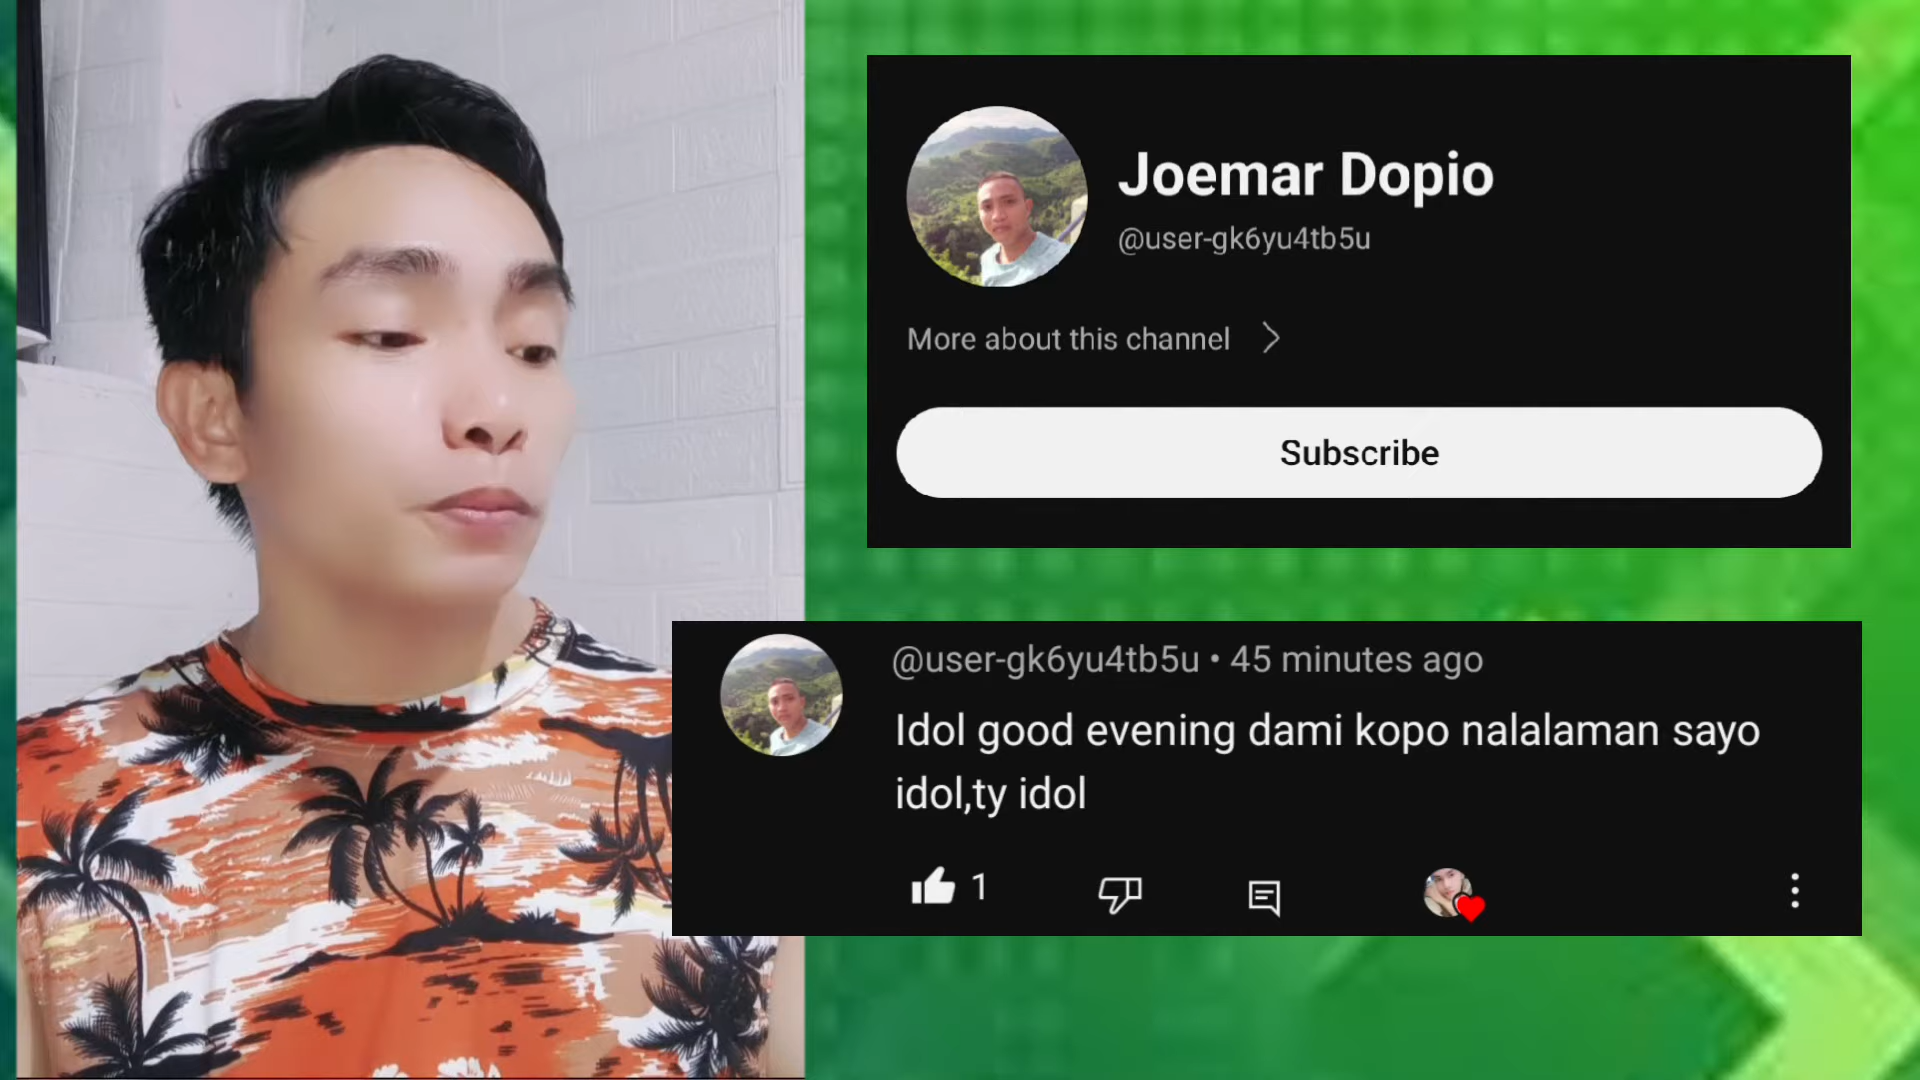 Joemar Dopio
@user-gk6yu4tb5u
More about this channel
Subscribe
@user-gk6yu4tb5u • 45 minutes ago
Idol good evening dami kopo nalalaman sayo
idol,ty idol
1